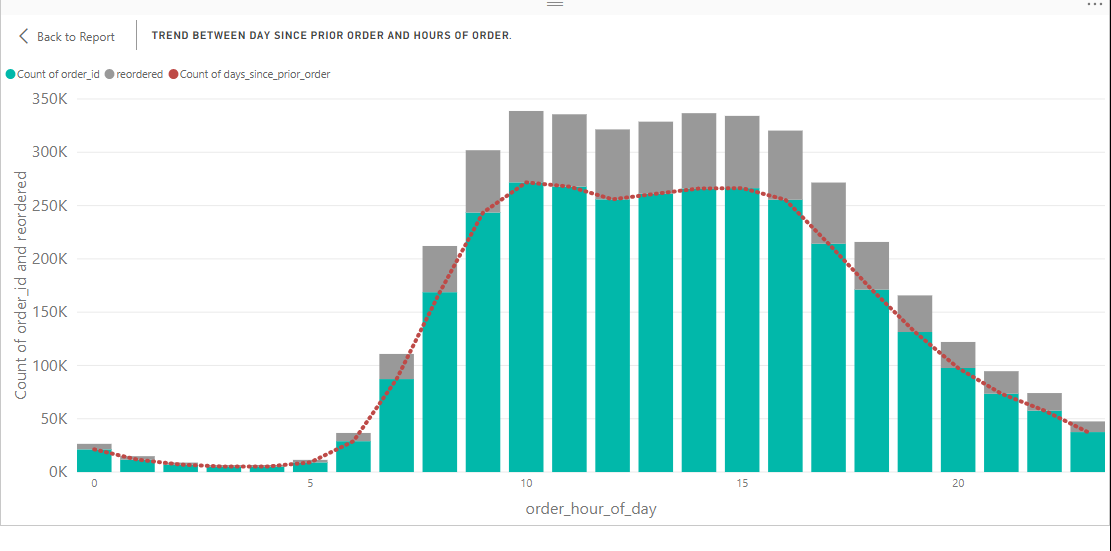 Back to Report
TREND BETWEEN DAY SINCE PRIOR ORDER AND HOURS OF ORDER.
Count of order_id reordered Count of days_since_prior_order
Count of order_id and reordered
350K
300K
250K
200K
150K
100K
50K
0K
0 5 10 15 20
order_hour_of_day